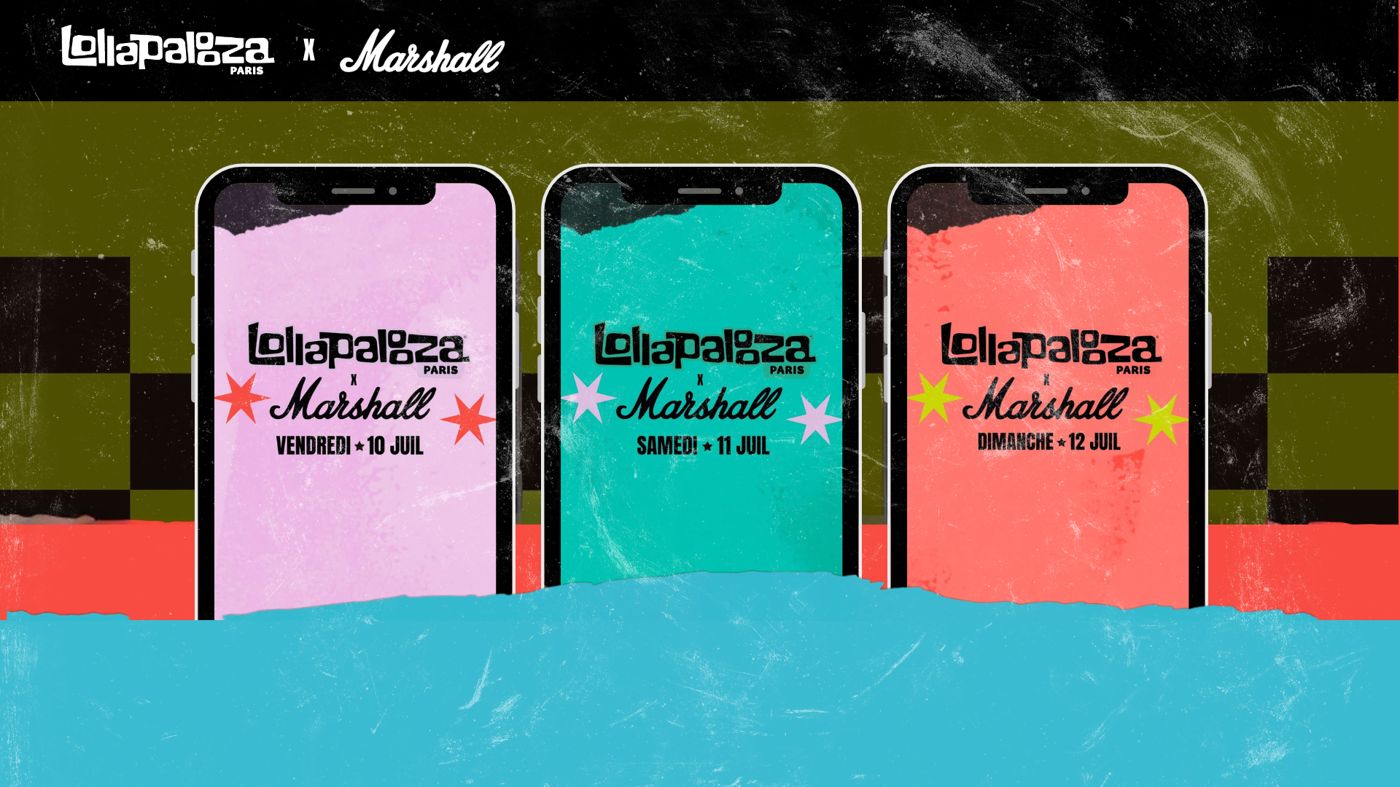 Lollapalooza PARIS X Marshall
Lollapalooza
PARIS
X
Marshall
VENDREDI ★ 10 JUIL
Lollapalooza
PARIS
X
Marshall
SAMEDI ★ 11 JUIL
Lollapalooza
PARIS
X
Marshall
DIMANCHE ★ 12 JUIL